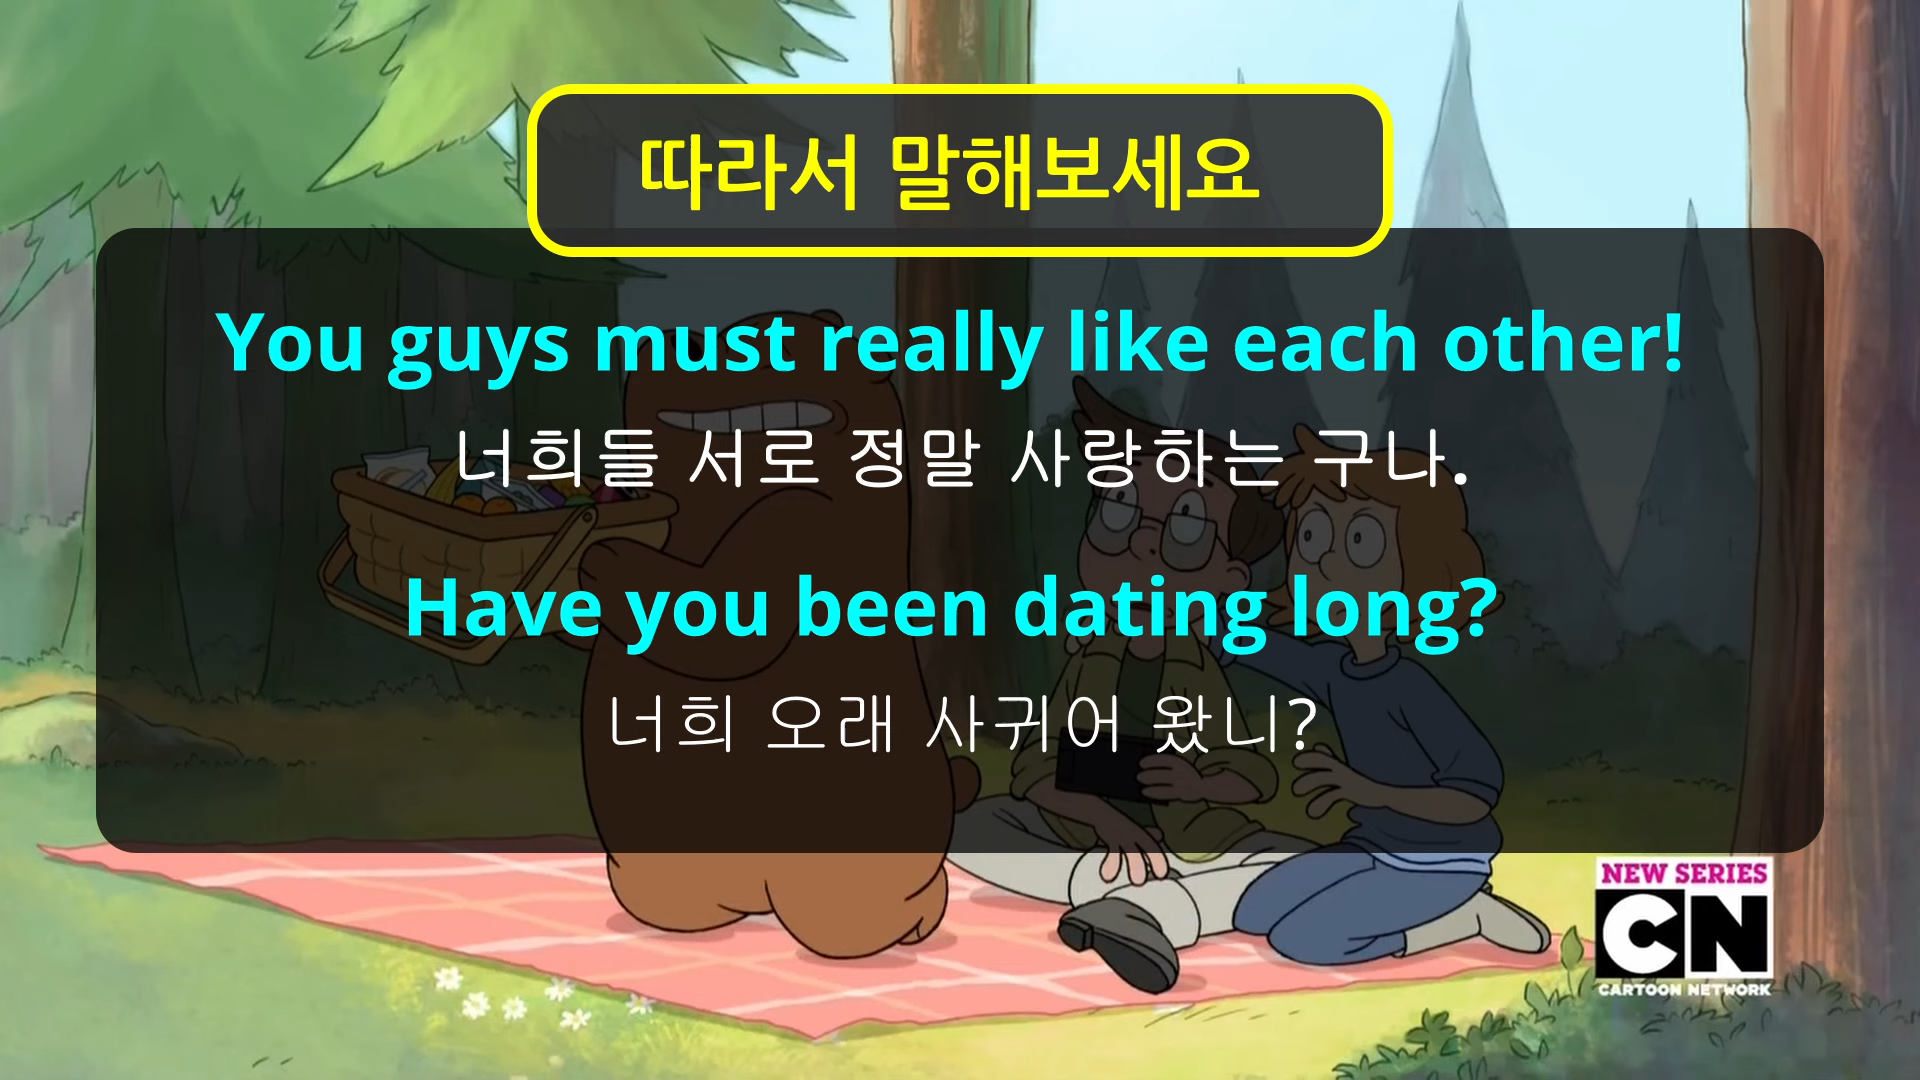 따라서 말해보세요
You guys must really like each other!
너희들 서로 정말 사랑하는 구나.
Have you been dating long?
너희 오래 사귀어 왔니?
NEW SERIES
CN
CARTOON NETWORK